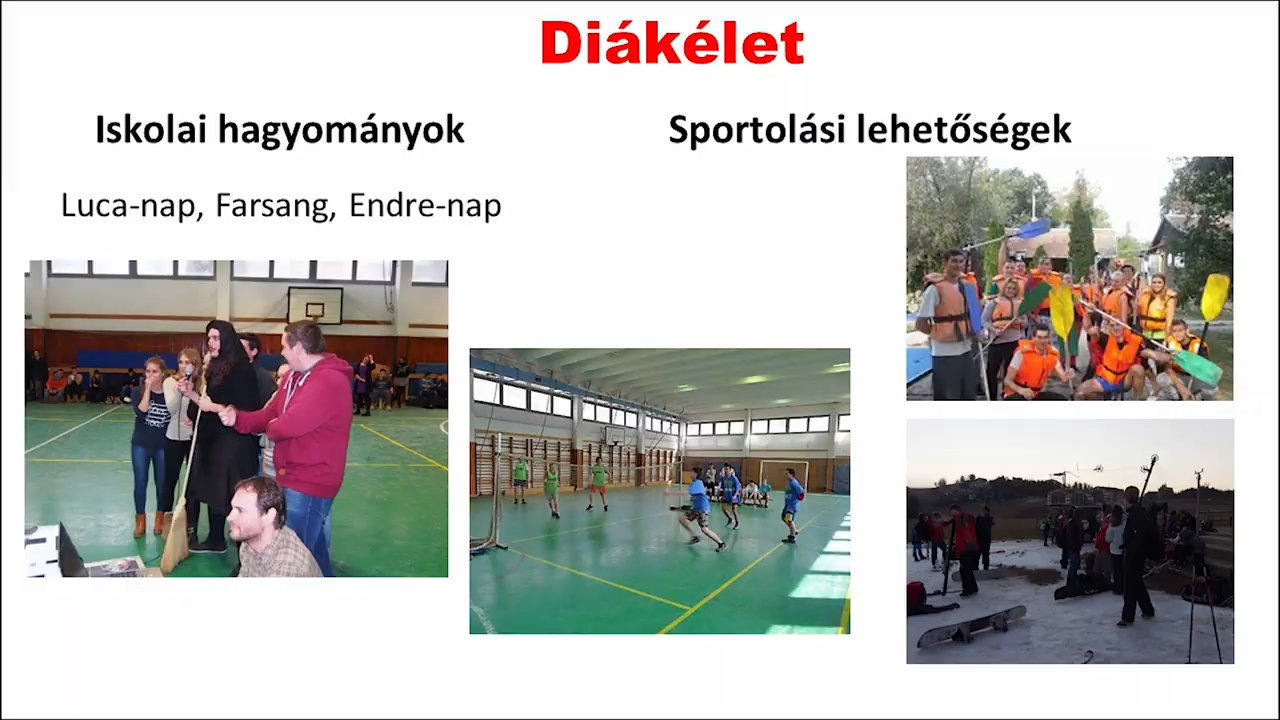 Diákélet
Iskolai hagyományok
Sportolási lehetőségek
Luca-nap, Farsang, Endre-nap